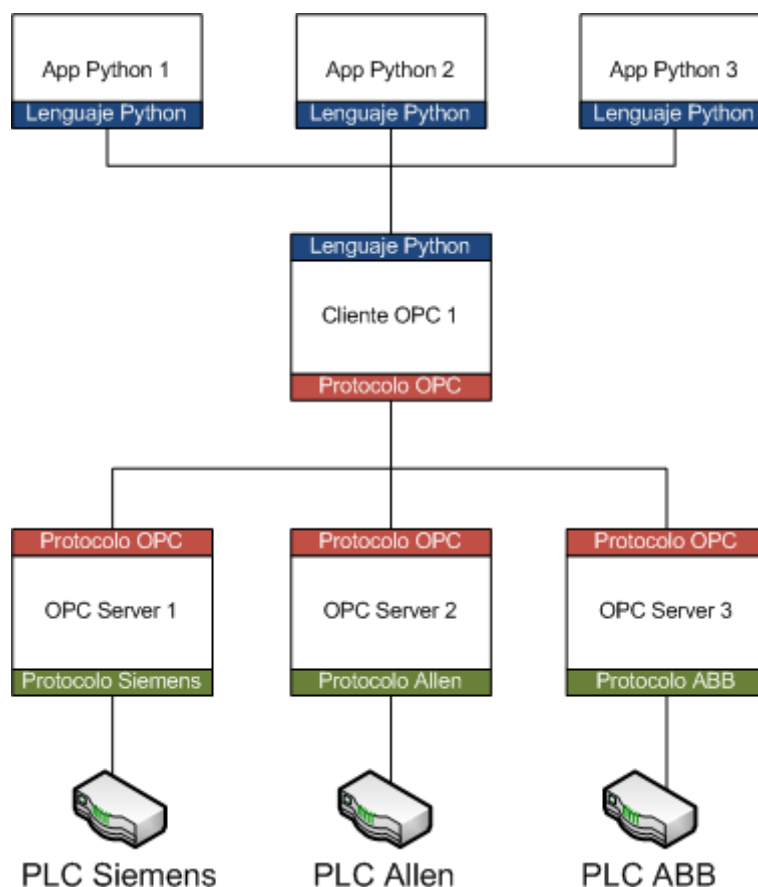 App Python 1
App Python 2
App Python 3
Lenguaje Python
Lenguaje Python
Lenguaje Python
Lenguaje Python
Cliente OPC 1
Protocolo OPC
Protocolo OPC
Protocolo OPC
Protocolo OPC
OPC Server 1
OPC Server 2
OPC Server 3
Protocolo Siemens
Protocolo Allen
Protocolo ABB
PLC Siemens
PLC Allen
PLC ABB